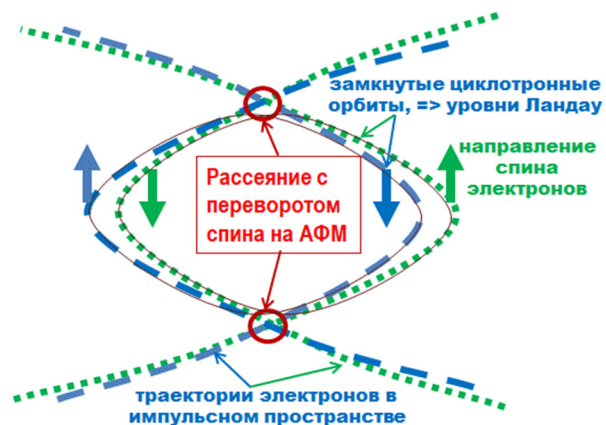 замкнутые циклотронные
орбиты, => уровни Ландау
направление
спина
электронов
Рассеяние с
переворотом
спина на АФМ
траектории электронов в
импульсном пространстве